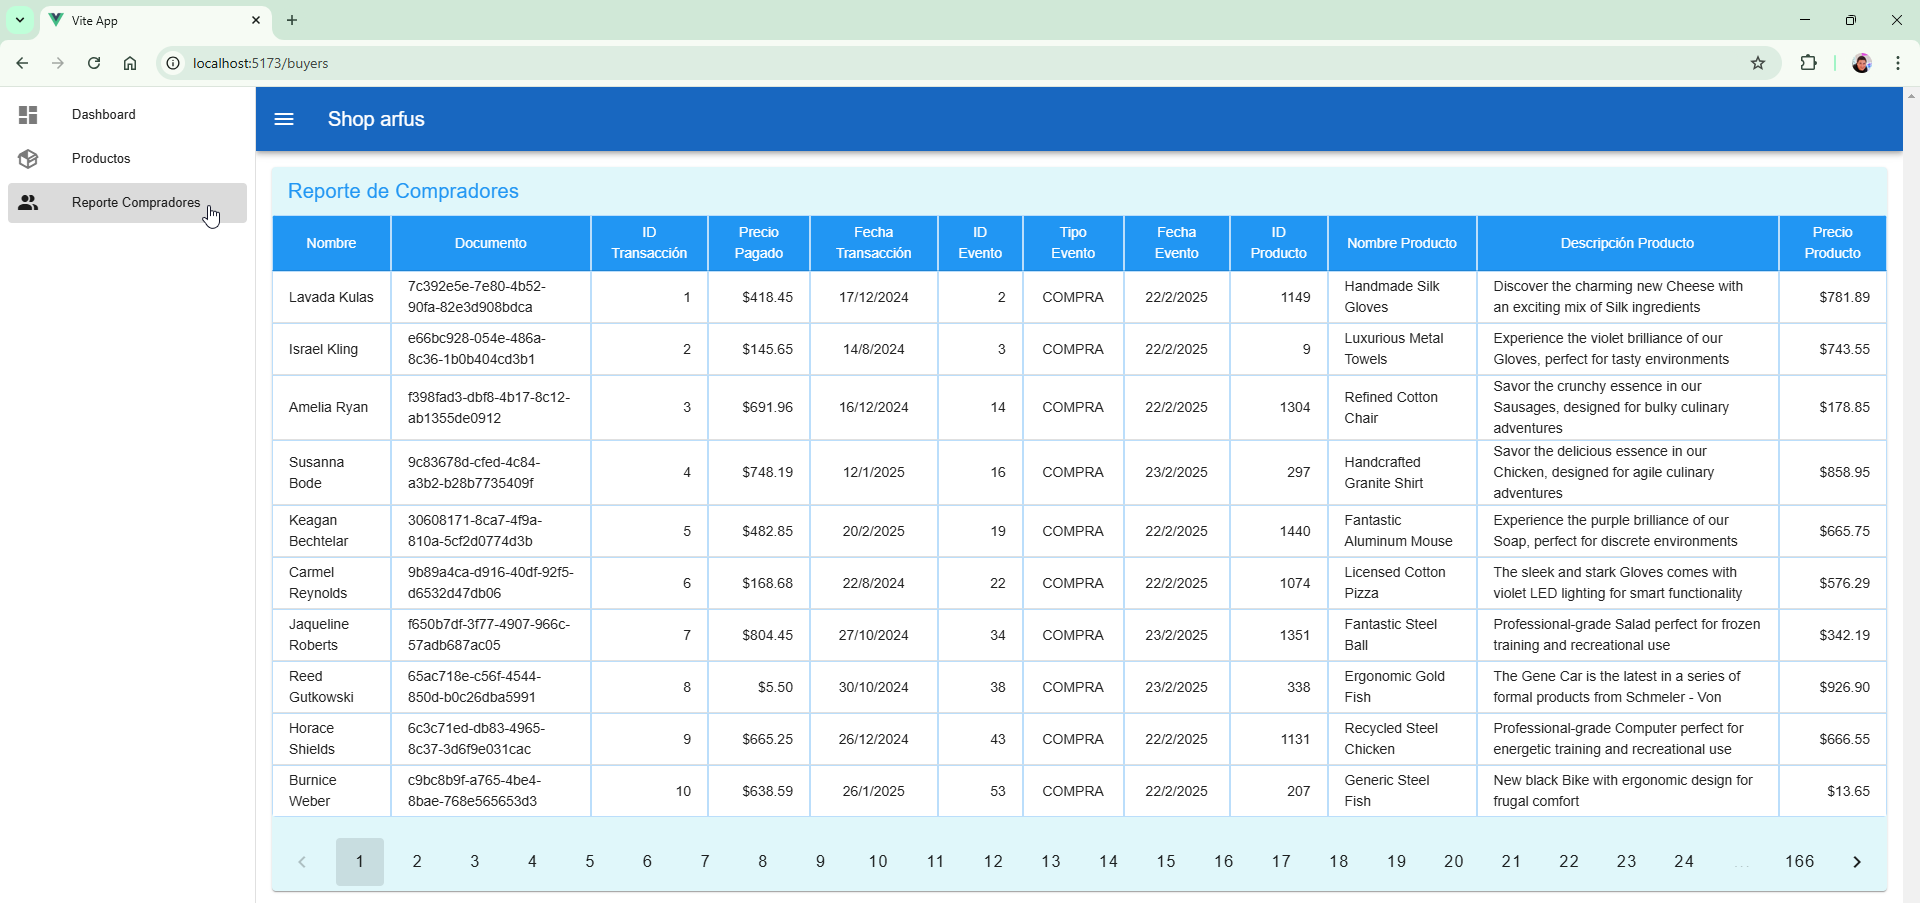 Vite App
localhost:5173/buyers
Dashboard
Productos
Reporte Compradores
Shop arfus
Reporte de Compradores
Nombre Documento ID Transacción Precio Pagado Fecha Transacción ID Evento Tipo Evento Fecha Evento ID Producto Nombre Producto Descripción Producto Precio Producto
Lavada Kulas 7c392e5e-7e80-4b52-90fa-82e3d908bdca 1 $418.45 17/12/2024 2 COMPRA 22/2/2025 1149 Handmade Silk Gloves Discover the charming new Cheese with an exciting mix of Silk ingredients $781.89
Israel Kling e66bc928-054e-486a-8c36-1b0b404cd3b1 2 $145.65 14/8/2024 3 COMPRA 22/2/2025 9 Luxurious Metal Towels Experience the violet brilliance of our Gloves, perfect for tasty environments $743.55
Amelia Ryan f398fad3-dbf8-4b17-8c12-ab1355de0912 3 $691.96 16/12/2024 14 COMPRA 22/2/2025 1304 Refined Cotton Chair Savor the crunchy essence in our Sausages, designed for bulky culinary adventures $178.85
Susanna Bode 9c83678d-cfed-4c84-a3b2-b28b7735409f 4 $748.19 12/1/2025 16 COMPRA 23/2/2025 297 Handcrafted Granite Shirt Savor the delicious essence in our Chicken, designed for agile culinary adventures $858.95
Keagan Bechtelar 30608171-8ca7-4f9a-810a-5cf2d0774d3b 5 $482.85 20/2/2025 19 COMPRA 22/2/2025 1440 Fantastic Aluminum Mouse Experience the purple brilliance of our Soap, perfect for discrete environments $665.75
Carmel Reynolds 9b89a4ca-d916-40df-92f5-d6532d47db06 6 $168.68 22/8/2024 22 COMPRA 22/2/2025 1074 Licensed Cotton Pizza The sleek and stark Gloves comes with violet LED lighting for smart functionality $576.29
Jaqueline Roberts f650b7df-3f77-4907-966c-57adb687ac05 7 $804.45 27/10/2024 34 COMPRA 23/2/2025 1351 Fantastic Steel Ball Professional-grade Salad perfect for frozen training and recreational use $342.19
Reed Gutkowski 65ac718e-c56f-4544-850d-b0c26dba5991 8 $5.50 30/10/2024 38 COMPRA 23/2/2025 338 Ergonomic Gold Fish The Gene Car is the latest in a series of formal products from Schmeler - Von $926.90
Horace Shields 6c3c71ed-db83-4965-8c37-3d6f9e031cac 9 $665.25 26/12/2024 43 COMPRA 22/2/2025 1131 Recycled Steel Chicken Professional-grade Computer perfect for energetic training and recreational use $666.55
Burnice Weber c9bc8b9f-a765-4be4-8bae-768e565653d3 10 $638.59 26/1/2025 53 COMPRA 22/2/2025 207 Generic Steel Fish New black Bike with ergonomic design for frugal comfort $13.65
1 2 3 4 5 6 7 8 9 10 11 12 13 14 15 16 17 18 19 20 21 22 23 24 ... 166